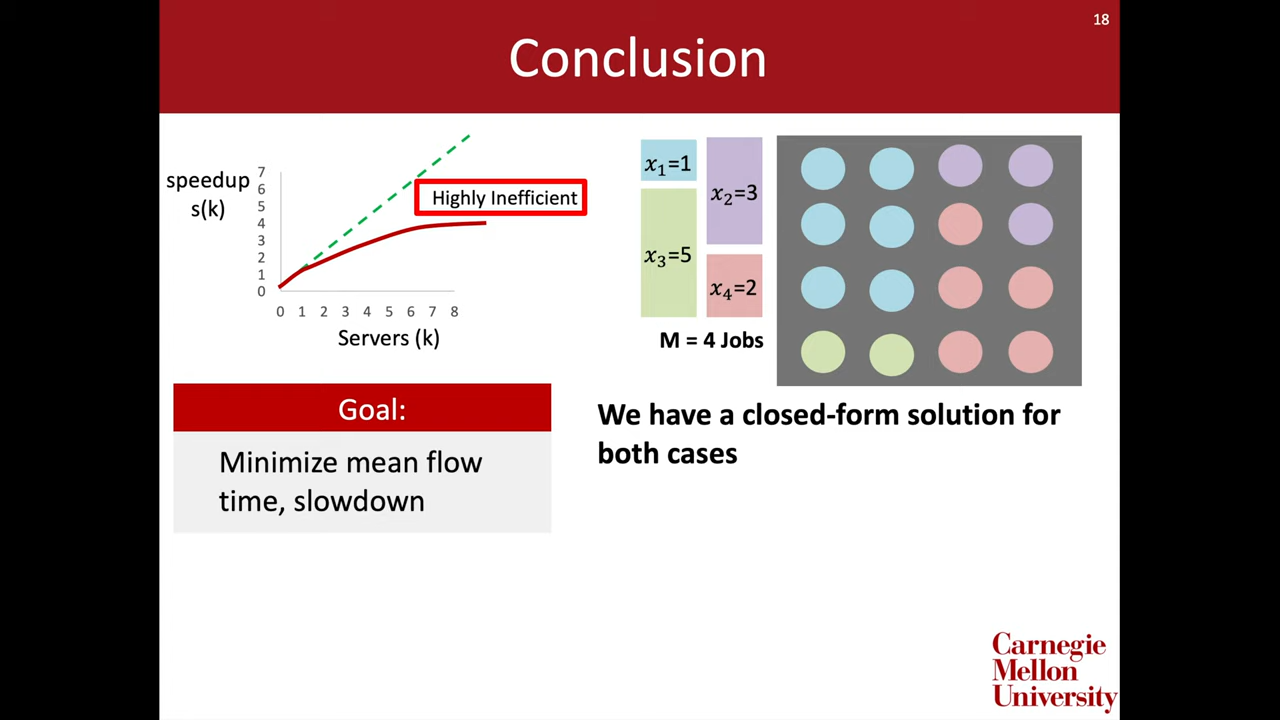 18
Conclusion
speedup
s(k)
7
6
5
4
3
2
1
0
0 1 2 3 4 5 6 7 8
Servers (k)
Highly Inefficient
x₁=1
x₂=3
x₃=5
x₄=2
M = 4 Jobs
Goal:
Minimize mean flow
time, slowdown
We have a closed-form solution for
both cases
Carnegie
Mellon
University